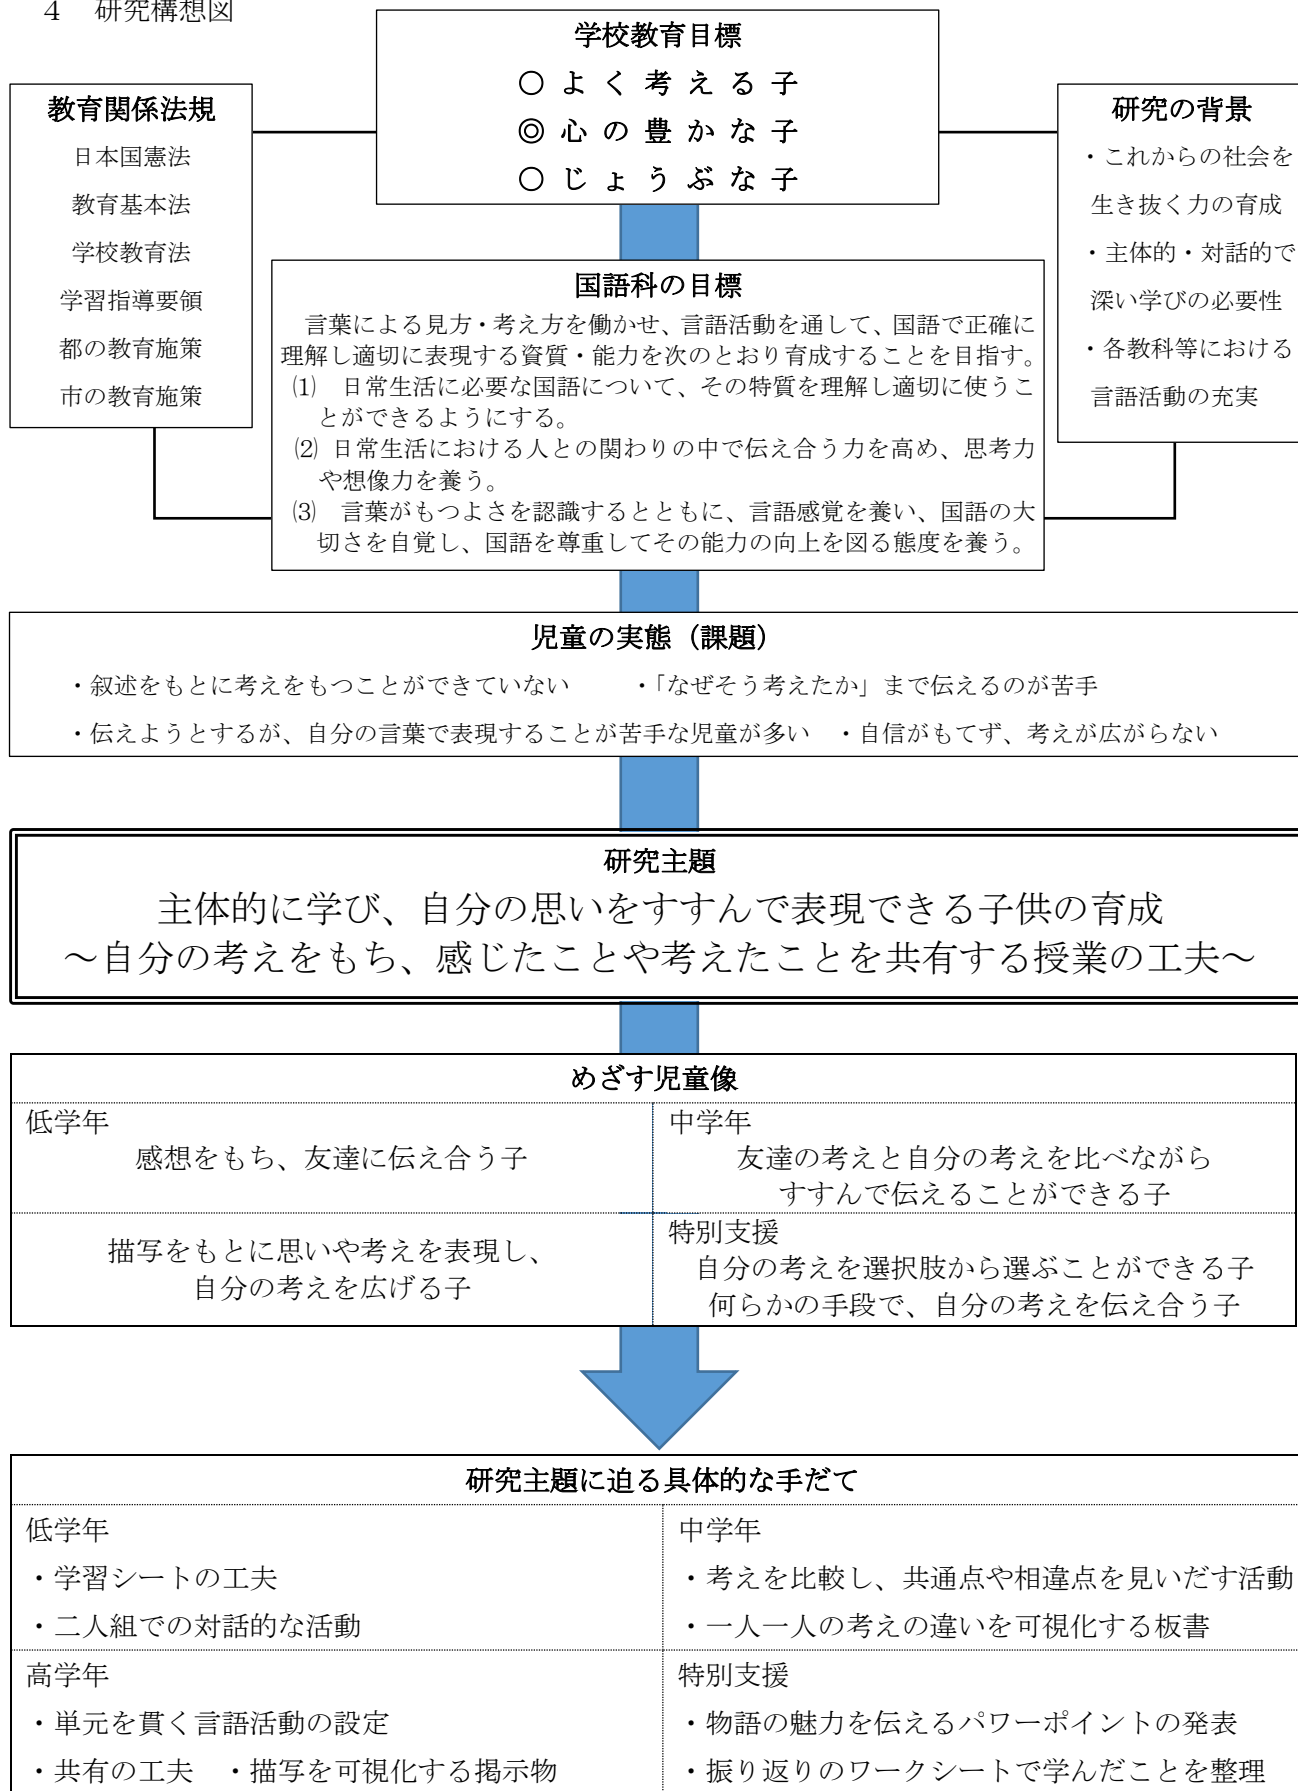 4　研究構想図
学校教育目標
○よく考える子
◎心の豊かな子
○じょうぶな子
教育関係法規
日本国憲法
教育基本法
学校教育法
学習指導要領
都の教育施策
市の教育施策
研究の背景
・これからの社会を
生き抜く力の育成
・主体的・対話的で
深い学びの必要性
・各教科等における
言語活動の充実
国語科の目標
言葉による見方・考え方を働かせ、言語活動を通して、国語で正確に
理解し適切に表現する資質・能力を次のとおり育成することを目指す。
⑴　日常生活に必要な国語について、その特質を理解し適切に使うこ
とができるようにする。
⑵ 日常生活における人との関わりの中で伝え合う力を高め、思考力
や想像力を養う。
⑶　言葉がもつよさを認識するとともに、言語感覚を養い、国語の大
切さを自覚し、国語を尊重してその能力の向上を図る態度を養う。
児童の実態（課題）
・叙述をもとに考えをもつことができていない　・「なぜそう考えたか」まで伝えるのが苦手
・伝えようとするが、自分の言葉で表現することが苦手な児童が多い　・自信がもてず、考えが広がらない
研究主題
主体的に学び、自分の思いをすすんで表現できる子供の育成
～自分の考えをもち、感じたことや考えたことを共有する授業の工夫～
めざす児童像
低学年
感想をもち、友達に伝え合う子
中学年
友達の考えと自分の考えを比べながら
すすんで伝えることができる子
描写をもとに思いや考えを表現し、
自分の考えを広げる子
特別支援
自分の考えを選択肢から選ぶことができる子
何らかの手段で、自分の考えを伝え合う子
研究主題に迫る具体的な手だて
低学年
・学習シートの工夫
・二人組での対話的な活動
中学年
・考えを比較し、共通点や相違点を見いだす活動
・一人一人の考えの違いを可視化する板書
高学年
・単元を貫く言語活動の設定
・共有の工夫　・描写を可視化する掲示物
特別支援
・物語の魅力を伝えるパワーポイントの発表
・振り返りのワークシートで学んだことを整理